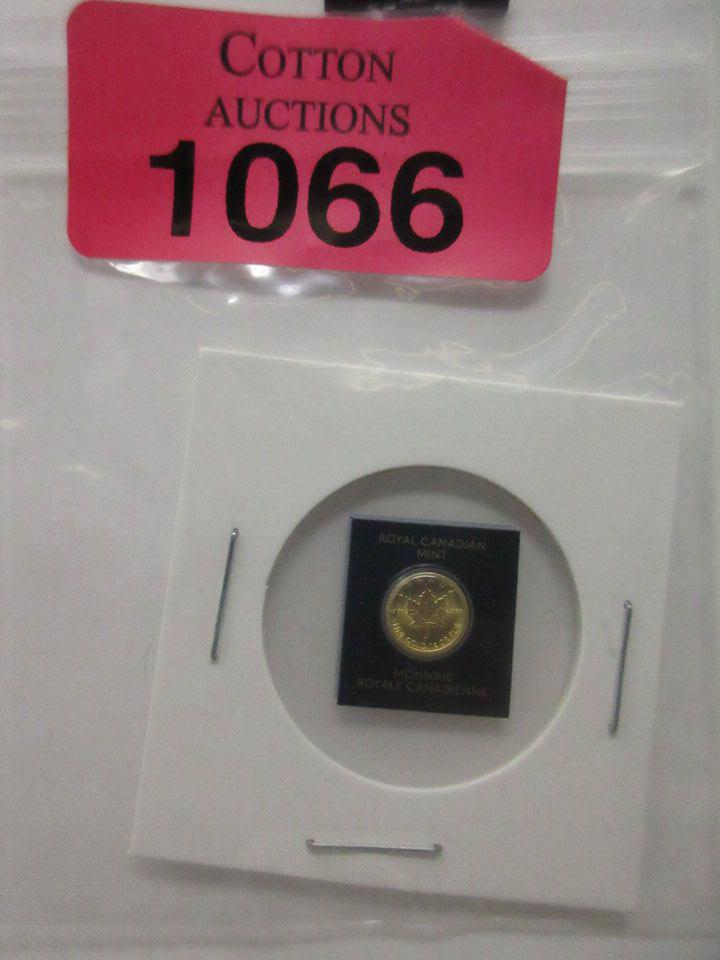 COTTON
AUCTIONS
1066
ROYAL CANADIAN
MINT
MONNAIE
ROYALE CANADIENNE